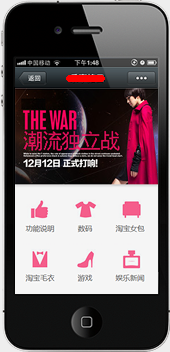 中国移动 下午1:48
返回
THE WAR
潮流独立战
12月12日 正式打响!
功能说明 数码 淘宝女包
淘宝毛衣 游戏 娱乐新闻